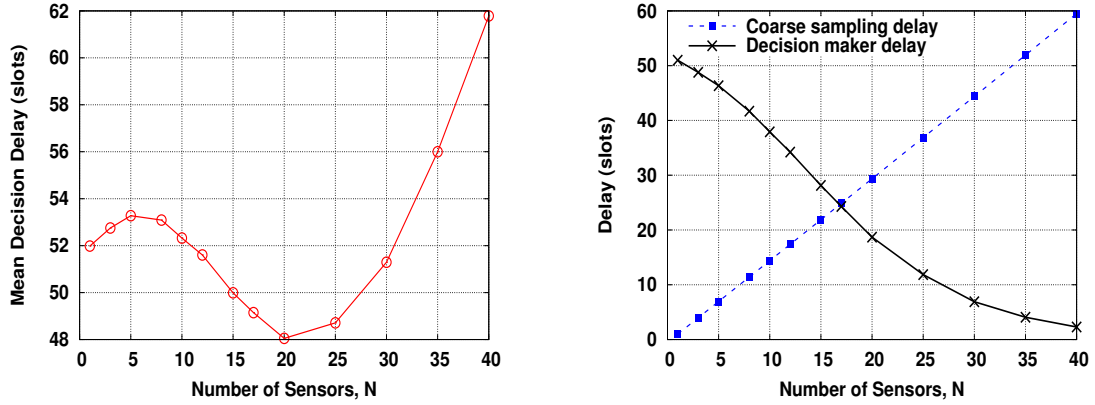 Mean Decision Delay (slots)
62
60
58
56
54
52
50
48
0 5 10 15 20 25 30 35 40
Number of Sensors, N
Delay (slots)
60
50
40
30
20
10
0
Coarse sampling delay
Decision maker delay
0 5 10 15 20 25 30 35 40
Number of Sensors, N